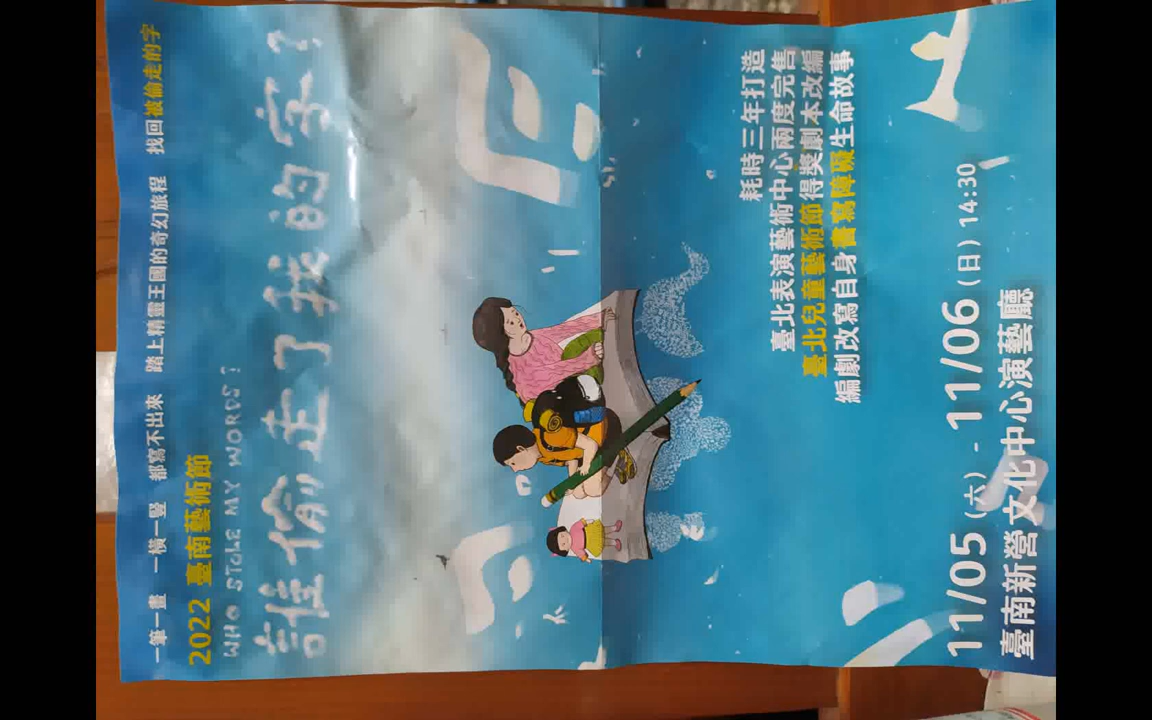 一筆一畫 一橫一豎 都寫不出來 踏上精靈王國的奇幻旅程 找回被偷走的字
2022 臺南藝術節
WHO STOLE MY WORDS?
誰偷走了我的字?
耗時三年打造
臺北表演藝術中心兩度完售
臺北兒童藝術節得獎劇本改編
編劇改寫自身書寫障礙生命故事
11/05 (六) - 11/06 (日) 14:30
臺南新營文化中心演藝廳